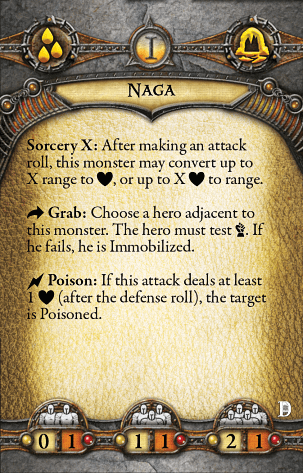 I
NAGA
Sorcery X: After making an attack
roll, this monster may convert up to
X range to ♥, or up to X ♥ to range.
Grab: Choose a hero adjacent to
this monster. The hero must test . If
he fails, he is Immobilized.
Poison: If this attack deals at least
1 ♥ (after the defense roll), the target
is Poisoned.
D
0 1 1 1 2 1